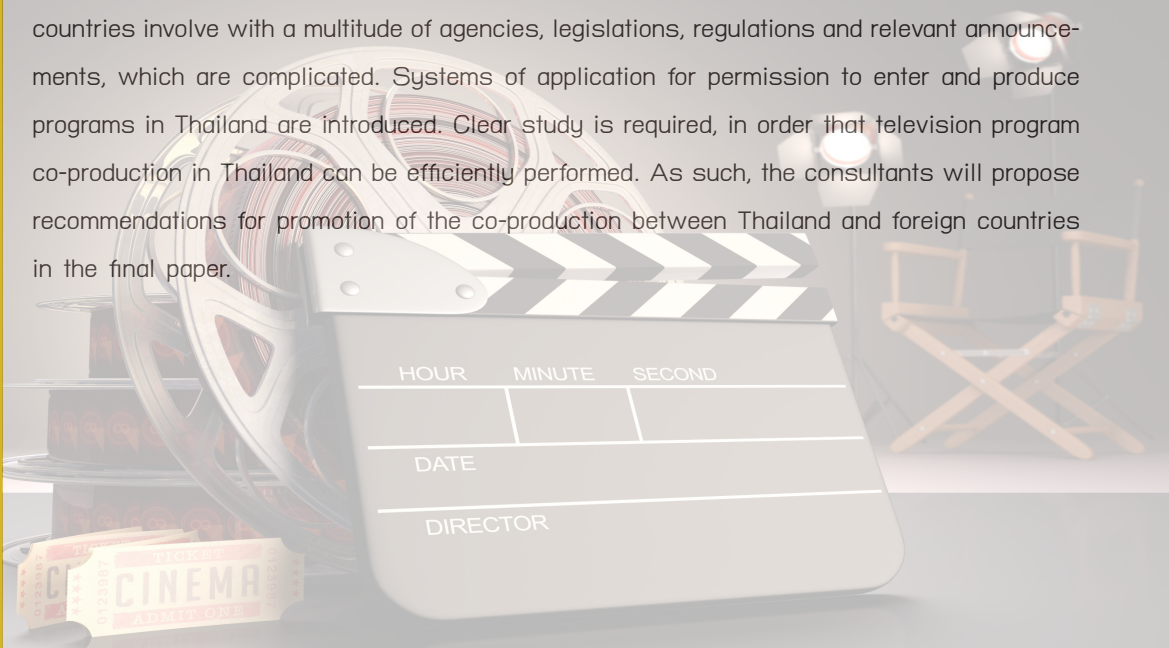 countries involve with a multitude of agencies, legislations, regulations and relevant announce-
ments, which are complicated. Systems of application for permission to enter and produce
programs in Thailand are introduced. Clear study is required, in order that television program
co-production in Thailand can be efficiently performed. As such, the consultants will propose
recommendations for promotion of the co-production between Thailand and foreign countries
in the final paper.
HOUR MINUTE SECOND
DATE
DIRECTOR
TICKET
CINEMA
ADMIT ONE
0123987